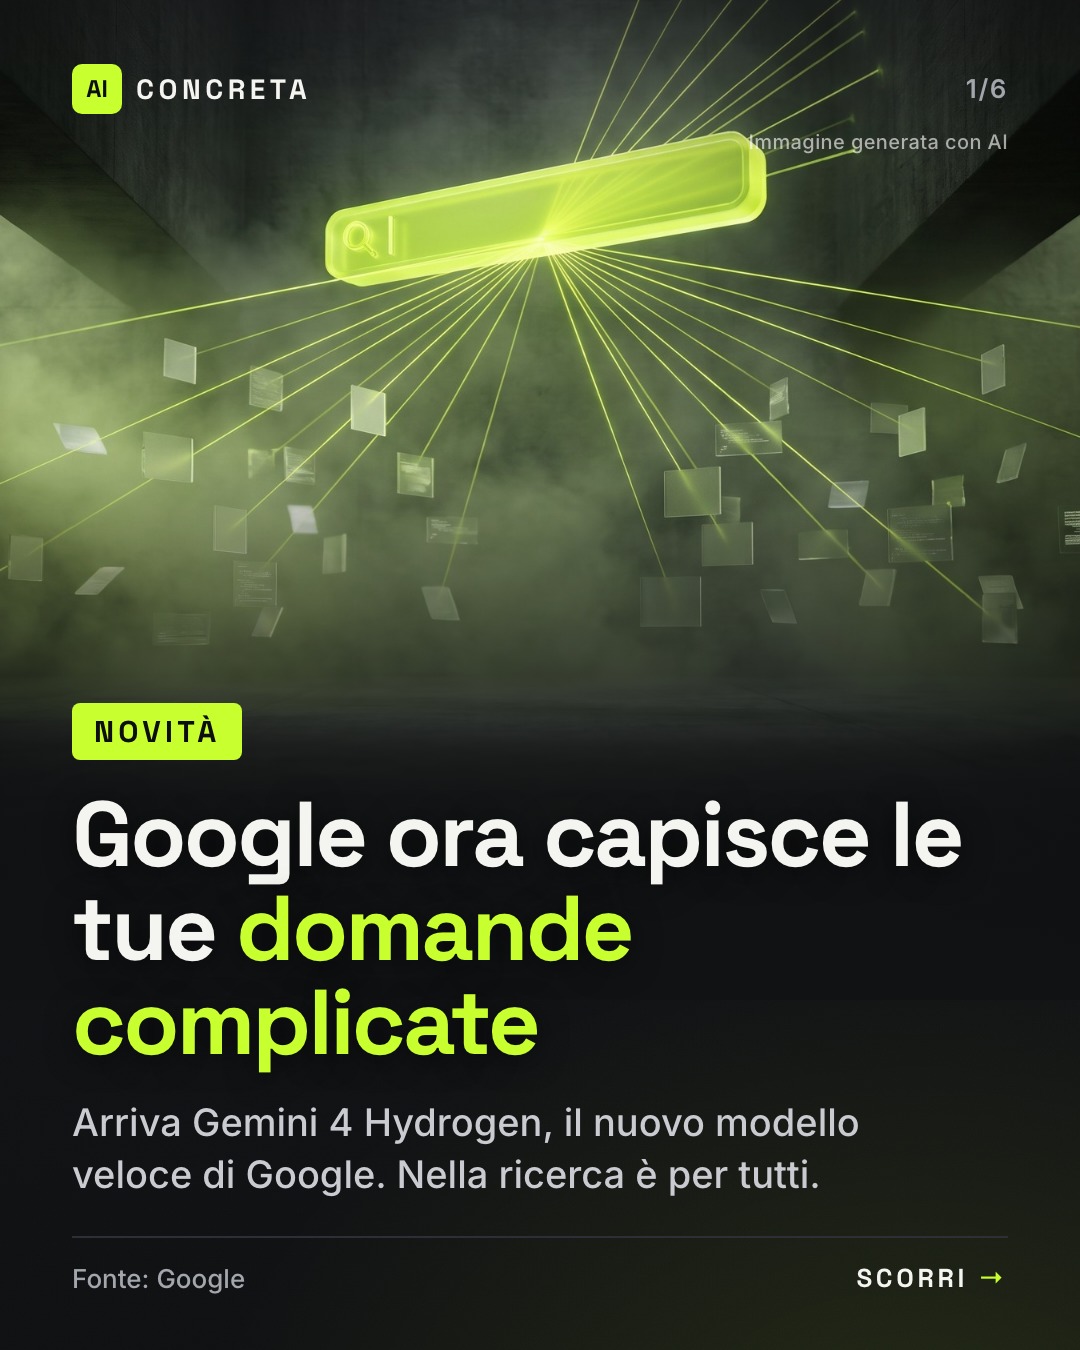 AI CONCRETA
1/6
Immagine generata con AI
NOVITÀ
Google ora capisce le
tue domande
complicate
Arriva Gemini 4 Hydrogen, il nuovo modello
veloce di Google. Nella ricerca è per tutti.
Fonte: Google
SCORRI →